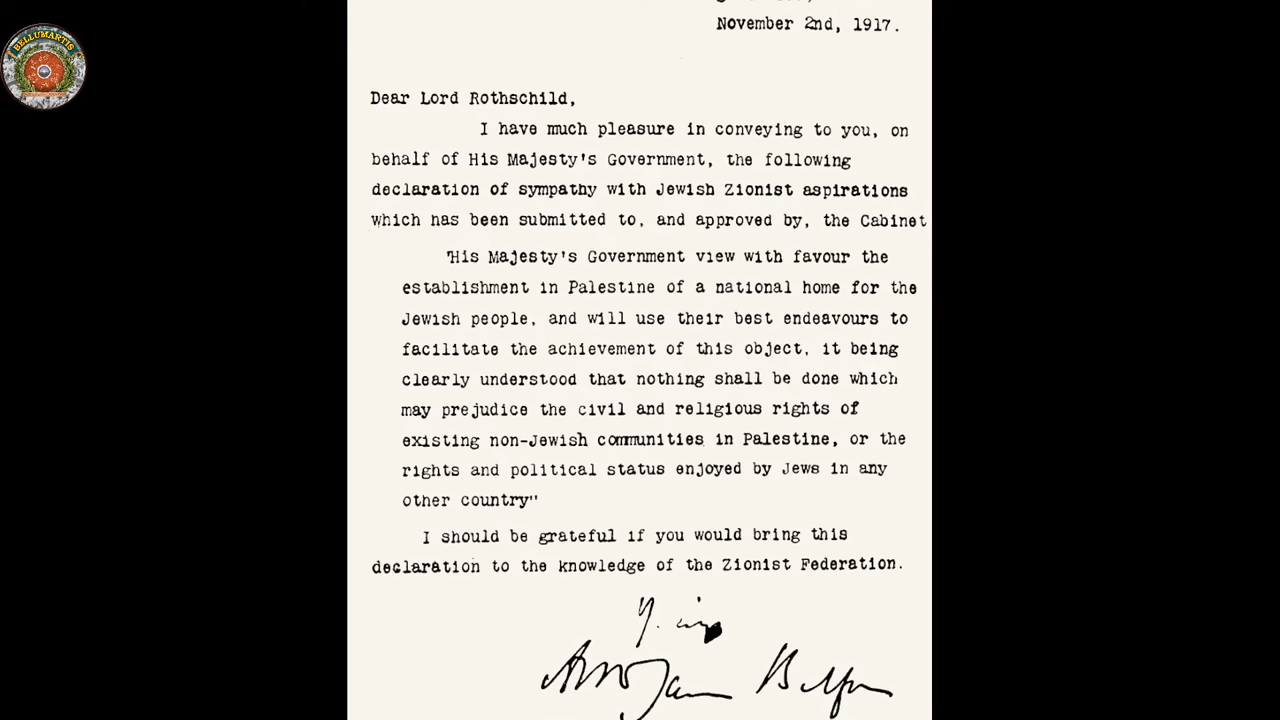 BELLUMARTIS
November 2nd, 1917.
Dear Lord Rothschild,
I have much pleasure in conveying to you, on
behalf of His Majesty's Government, the following
declaration of sympathy with Jewish Zionist aspirations
which has been submitted to, and approved by, the Cabinet
"His Majesty's Government view with favour the
establishment in Palestine of a national home for the
Jewish people, and will use their best endeavours to
facilitate the achievement of this object, it being
clearly understood that nothing shall be done which
may prejudice the civil and religious rights of
existing non-Jewish communities in Palestine, or the
rights and political status enjoyed by Jews in any
other country"
I should be grateful if you would bring this
declaration to the knowledge of the Zionist Federation.